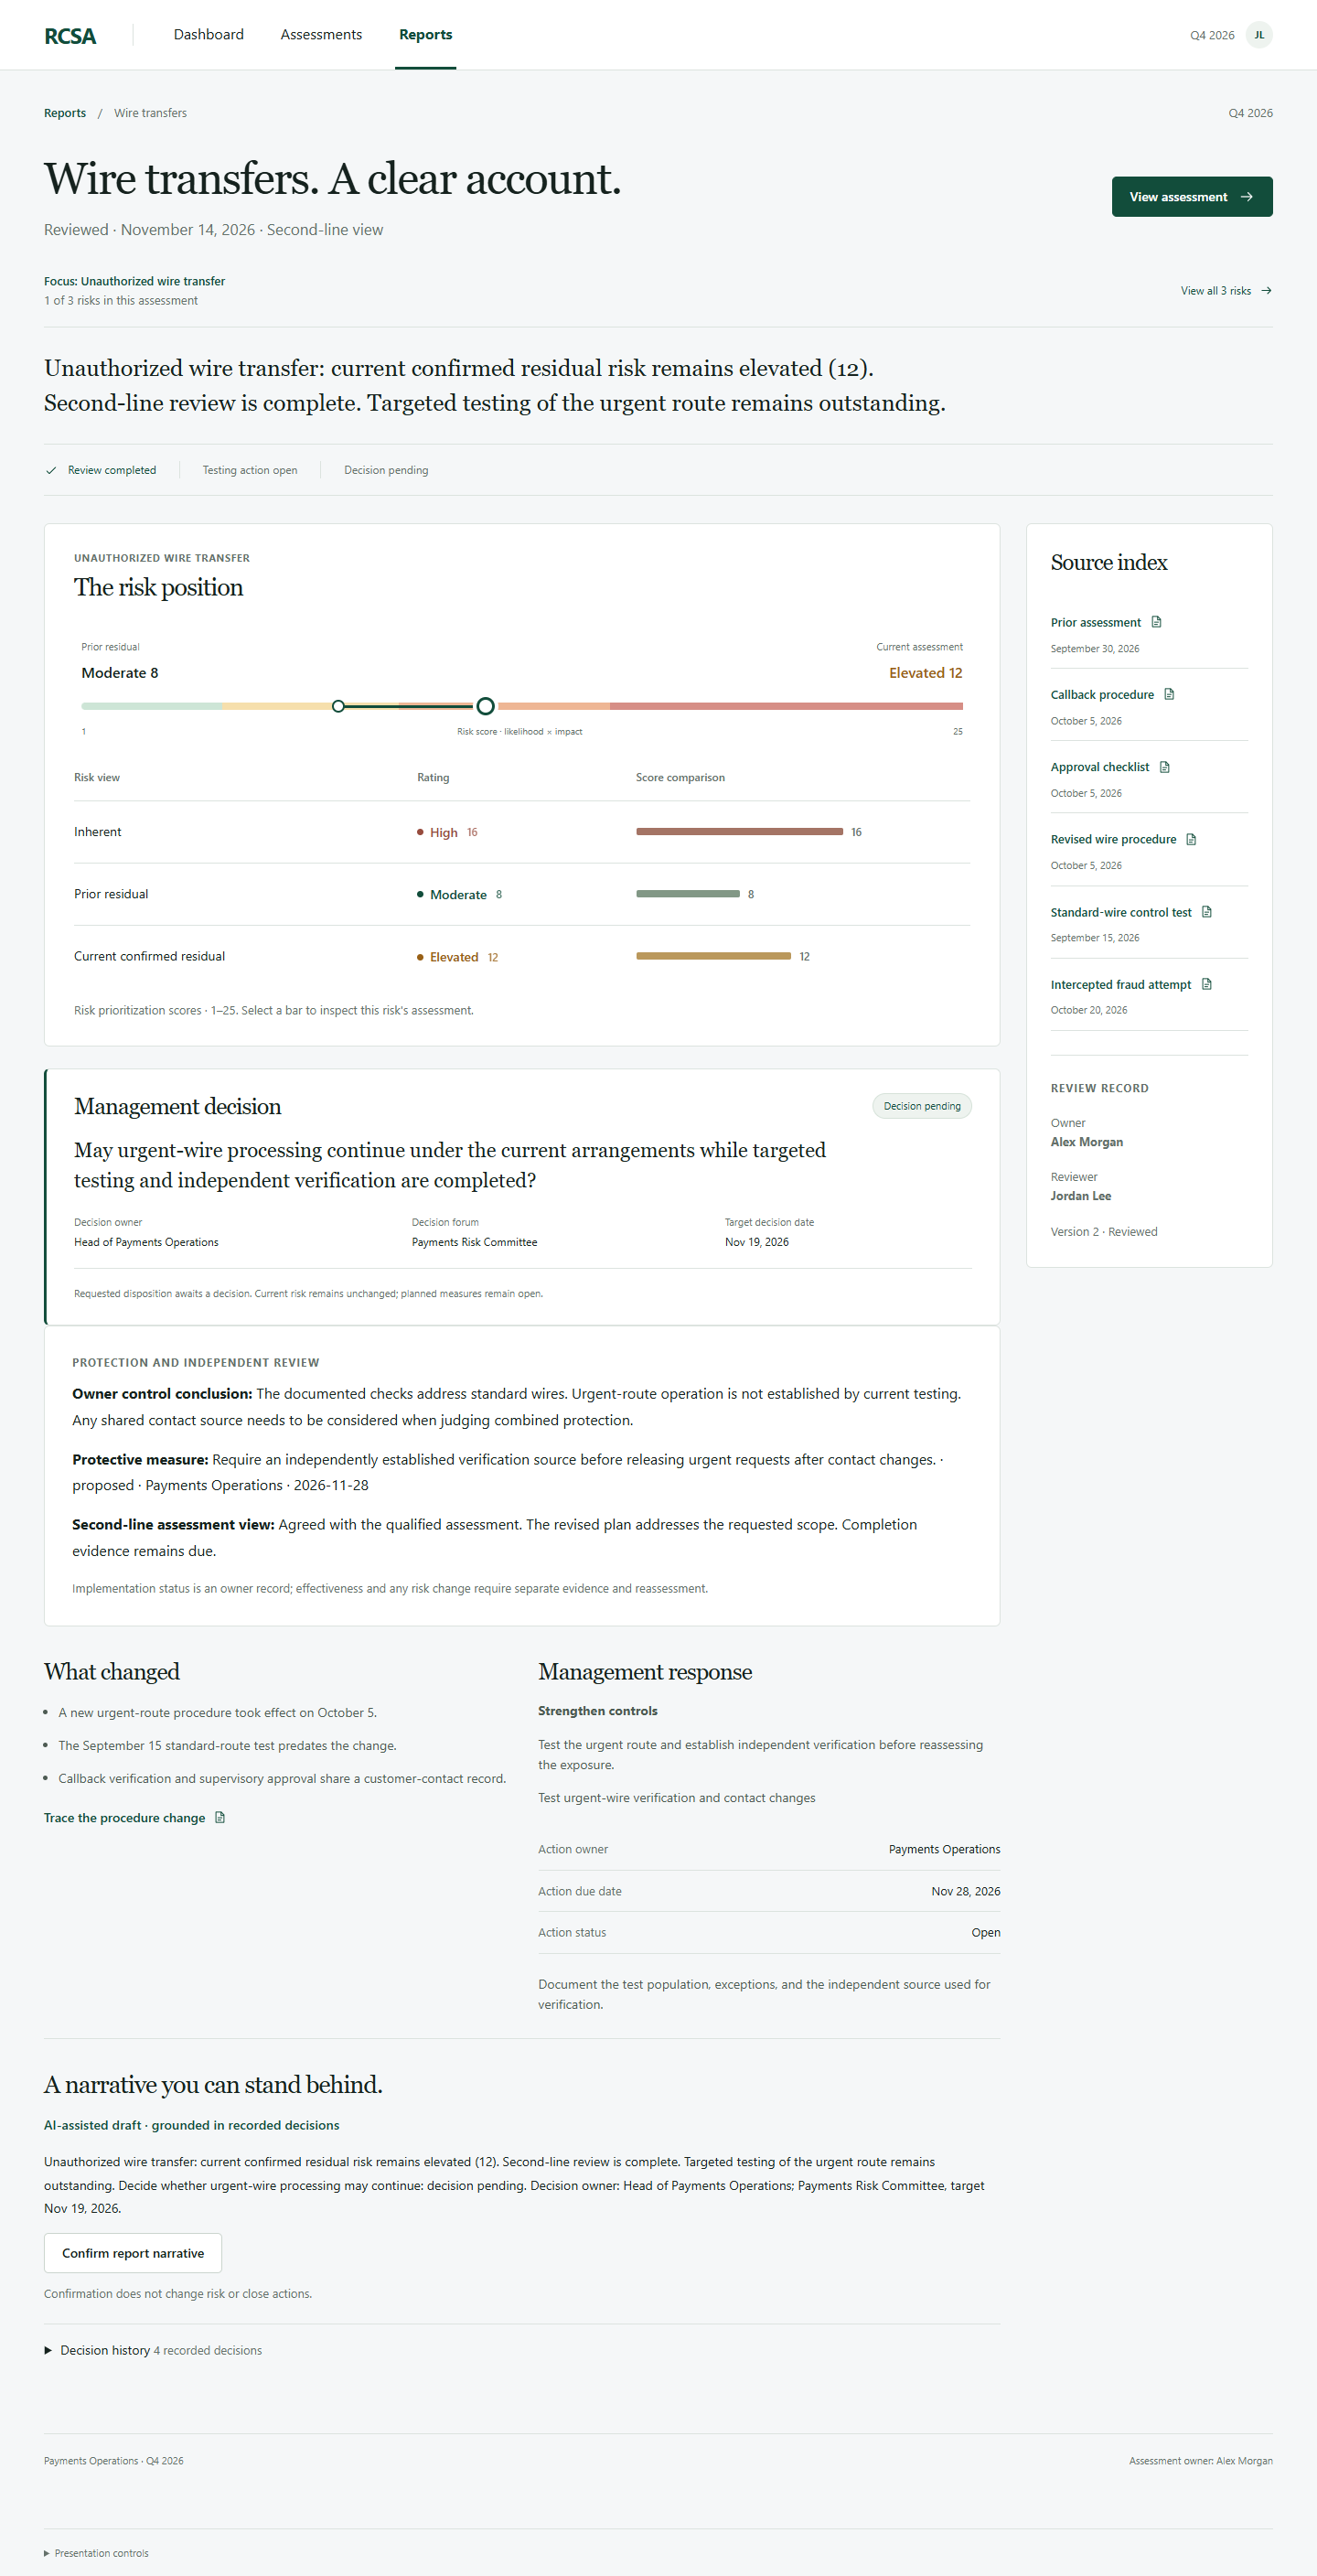 RCSA
Dashboard
Assessments
Reports
Q4 2026
JL
Reports / Wire transfers
Q4 2026
Wire transfers. A clear account.
Reviewed · November 14, 2026 · Second-line view
View assessment →
Focus: Unauthorized wire transfer
1 of 3 risks in this assessment
View all 3 risks →
Unauthorized wire transfer: current confirmed residual risk remains elevated (12).
Second-line review is complete. Targeted testing of the urgent route remains outstanding.
Review completed
Testing action open
Decision pending
UNAUTHORIZED WIRE TRANSFER
The risk position
Prior residual
Current assessment
Moderate 8
Elevated 12
1
Risk score · likelihood × impact
25
Risk view
Rating
Score comparison
Inherent
High 16
16
Prior residual
Moderate 8
8
Current confirmed residual
Elevated 12
12
Risk prioritization scores · 1–25. Select a bar to inspect this risk's assessment.
Source index
Prior assessment
September 30, 2026
Callback procedure
October 5, 2026
Approval checklist
October 5, 2026
Revised wire procedure
October 5, 2026
Standard-wire control test
September 15, 2026
Intercepted fraud attempt
October 20, 2026
REVIEW RECORD
Owner
Alex Morgan
Reviewer
Jordan Lee
Version 2 · Reviewed
Management decision
Decision pending
May urgent-wire processing continue under the current arrangements while targeted
testing and independent verification are completed?
Decision owner
Head of Payments Operations
Decision forum
Payments Risk Committee
Target decision date
Nov 19, 2026
Requested disposition awaits a decision. Current risk remains unchanged; planned measures remain open.
PROTECTION AND INDEPENDENT REVIEW
Owner control conclusion: The documented checks address standard wires. Urgent-route operation is not established by current testing.
Any shared contact source needs to be considered when judging combined protection.
Protective measure: Require an independently established verification source before releasing urgent requests after contact changes. ·
proposed · Payments Operations · 2026-11-28
Second-line assessment view: Agreed with the qualified assessment. The revised plan addresses the requested scope. Completion
evidence remains due.
Implementation status is an owner record; effectiveness and any risk change require separate evidence and reassessment.
What changed
• A new urgent-route procedure took effect on October 5.
• The September 15 standard-route test predates the change.
• Callback verification and supervisory approval share a customer-contact record.
Trace the procedure change
Management response
Strengthen controls
Test the urgent route and establish independent verification before reassessing
the exposure.
Test urgent-wire verification and contact changes
Action owner
Payments Operations
Action due date
Nov 28, 2026
Action status
Open
Document the test population, exceptions, and the independent source used for
verification.
A narrative you can stand behind.
AI-assisted draft · grounded in recorded decisions
Unauthorized wire transfer: current confirmed residual risk remains elevated (12). Second-line review is complete. Targeted testing of the urgent route remains
outstanding. Decide whether urgent-wire processing may continue: decision pending. Decision owner: Head of Payments Operations; Payments Risk Committee, target
Nov 19, 2026.
Confirm report narrative
Confirmation does not change risk or close actions.
Decision history 4 recorded decisions
Payments Operations · Q4 2026
Assessment owner: Alex Morgan
Presentation controls